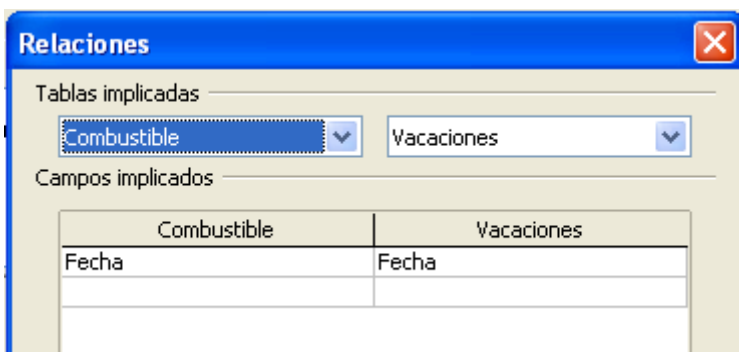 Relaciones
Tablas implicadas
Combustible Vacaciones
Campos implicados
Combustible Vacaciones
Fecha Fecha